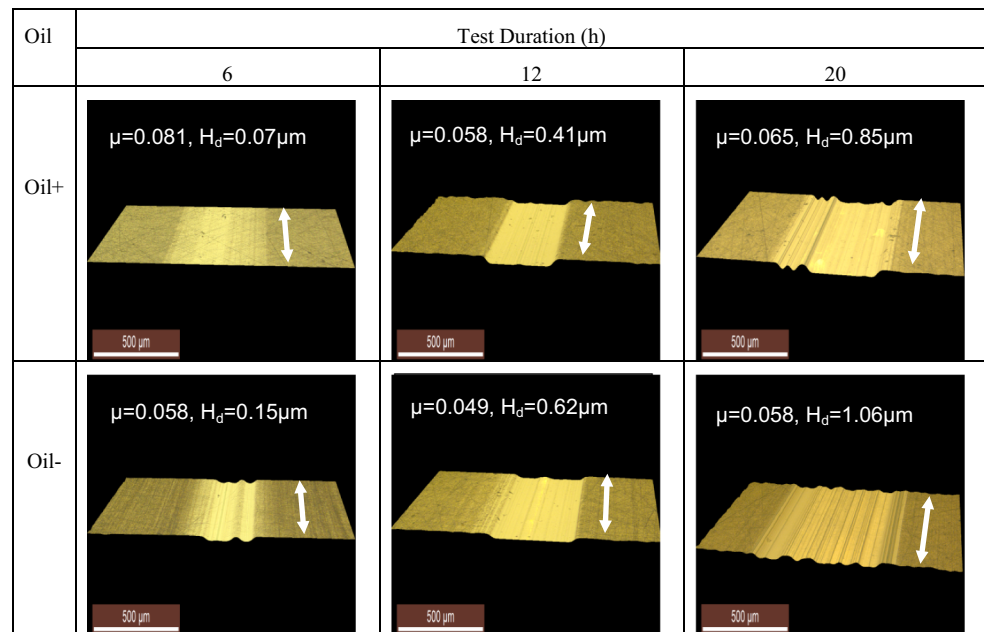 Oil
Test Duration (h)
6
12
20
Oil+
μ=0.081, Hd=0.07μm
μ=0.058, Hd=0.41μm
μ=0.065, Hd=0.85μm
500 μm
500 μm
500 μm
Oil-
μ=0.058, Hd=0.15μm
μ=0.049, Hd=0.62μm
μ=0.058, Hd=1.06μm
500 μm
500 μm
500 μm